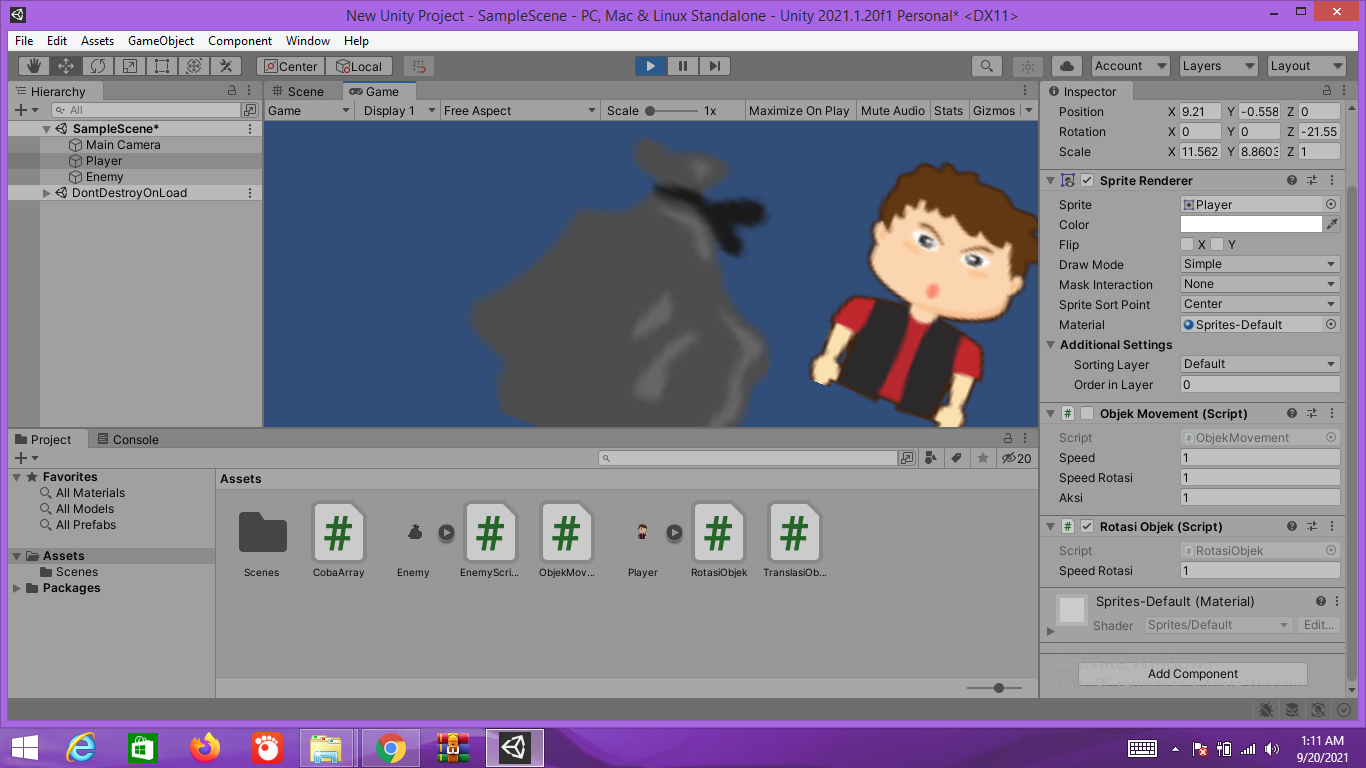 New Unity Project - SampleScene - PC, Mac & Linux Standalone - Unity 2021.1.20f1 Personal* <DX11>
File Edit Assets GameObject Component Window Help
Center Local Account Layers Layout
Hierarchy
All
SampleScene*
Main Camera
Player
Enemy
DontDestroyOnLoad
Scene Game
Game Display 1 Free Aspect Scale 1x Maximize On Play Mute Audio Stats Gizmos
Inspector
Position X 9.21 Y -0.558 Z 0
Rotation X 0 Y 0 Z -21.55
Scale X 11.562 Y 8.8603 Z 1
Sprite Renderer
Sprite Player
Color
Flip X Y
Draw Mode Simple
Mask Interaction None
Sprite Sort Point Center
Material Sprites-Default
Additional Settings
Sorting Layer Default
Order in Layer 0
# Objek Movement (Script)
Script # ObjekMovement
Speed 1
Speed Rotasi 1
Aksi 1
# Rotasi Objek (Script)
Script # RotasiObjek
Speed Rotasi 1
Sprites-Default (Material)
Shader Sprites/Default Edit...
Add Component
Project Console
20
Favorites
All Materials
All Models
All Prefabs
Assets
Scenes
Packages
Assets
# # # # #
Scenes CobaArray Enemy EnemyScri... ObjekMov... Player RotasiObjek TranslasiOb...
1:11 AM
9/20/2021